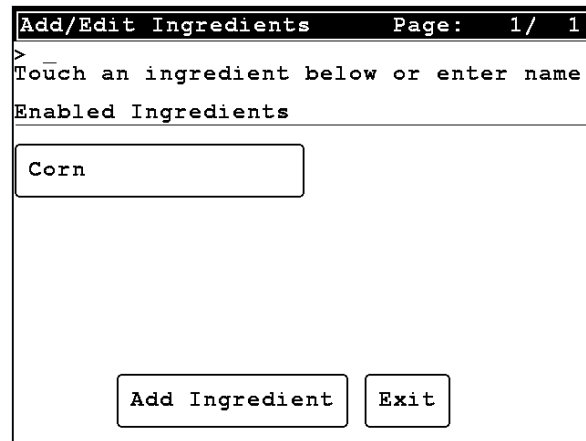 Add/Edit Ingredients Page: 1/ 1
> _
Touch an ingredient below or enter name
Enabled Ingredients
Corn
Add Ingredient Exit